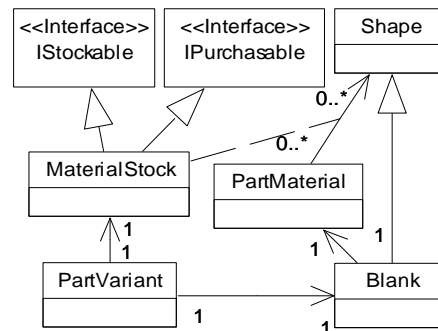 <<Interface>>
IStockable
<<Interface>>
IPurchasable
Shape
0..*
0..*
MaterialStock
PartMaterial
1
1
1
1
PartVariant
Blank
1
1